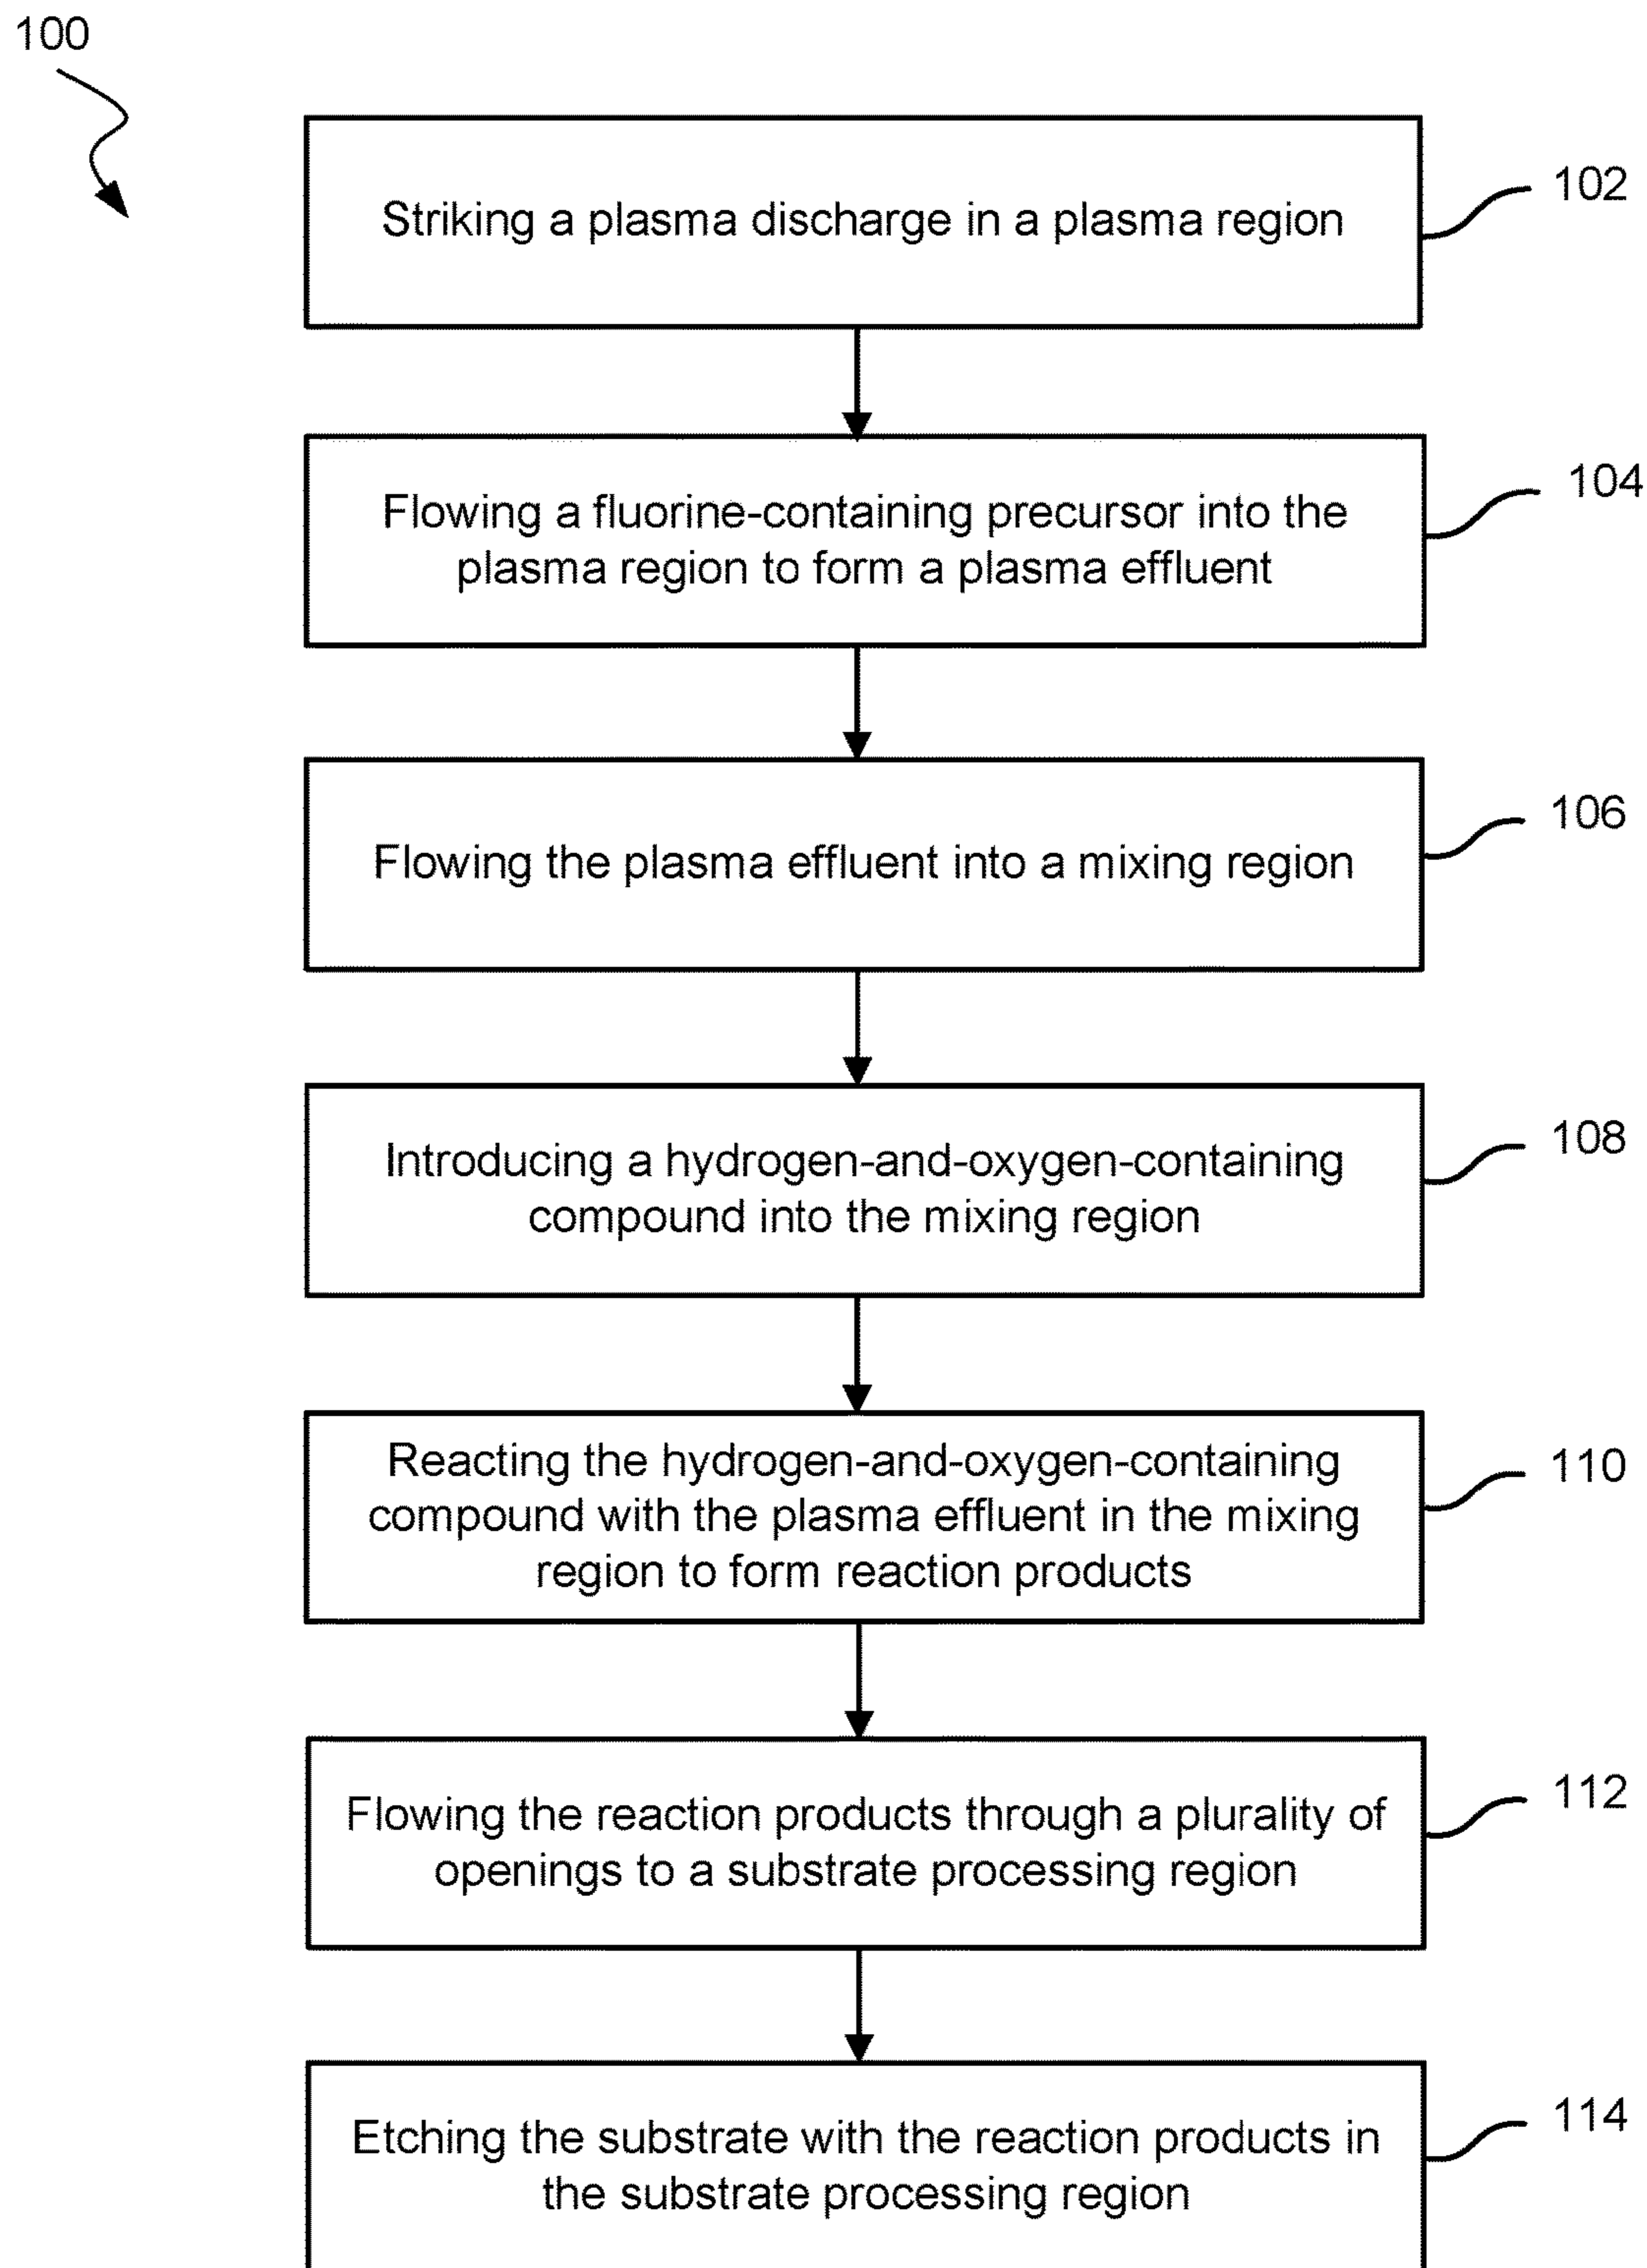 100
Striking a plasma discharge in a plasma region
102
Flowing a fluorine-containing precursor into the
plasma region to form a plasma effluent
104
Flowing the plasma effluent into a mixing region
106
Introducing a hydrogen-and-oxygen-containing
compound into the mixing region
108
Reacting the hydrogen-and-oxygen-containing
compound with the plasma effluent in the mixing
region to form reaction products
110
Flowing the reaction products through a plurality of
openings to a substrate processing region
112
Etching the substrate with the reaction products in
the substrate processing region
114